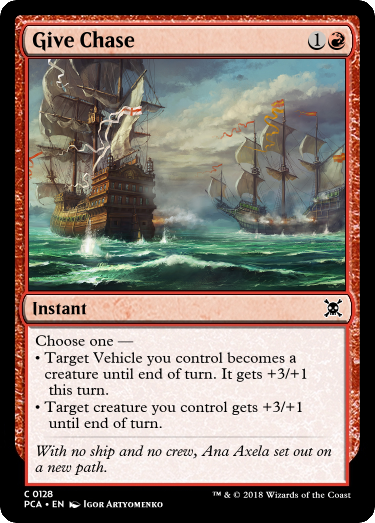 Give Chase 1
Instant
Choose one —
• Target Vehicle you control becomes a
creature until end of turn. It gets +3/+1
this turn.
• Target creature you control gets +3/+1
until end of turn.
With no ship and no crew, Ana Axela set out on
a new path.
C 0128
PCA • EN Igor Artyomenko
™ & © 2018 Wizards of the Coast